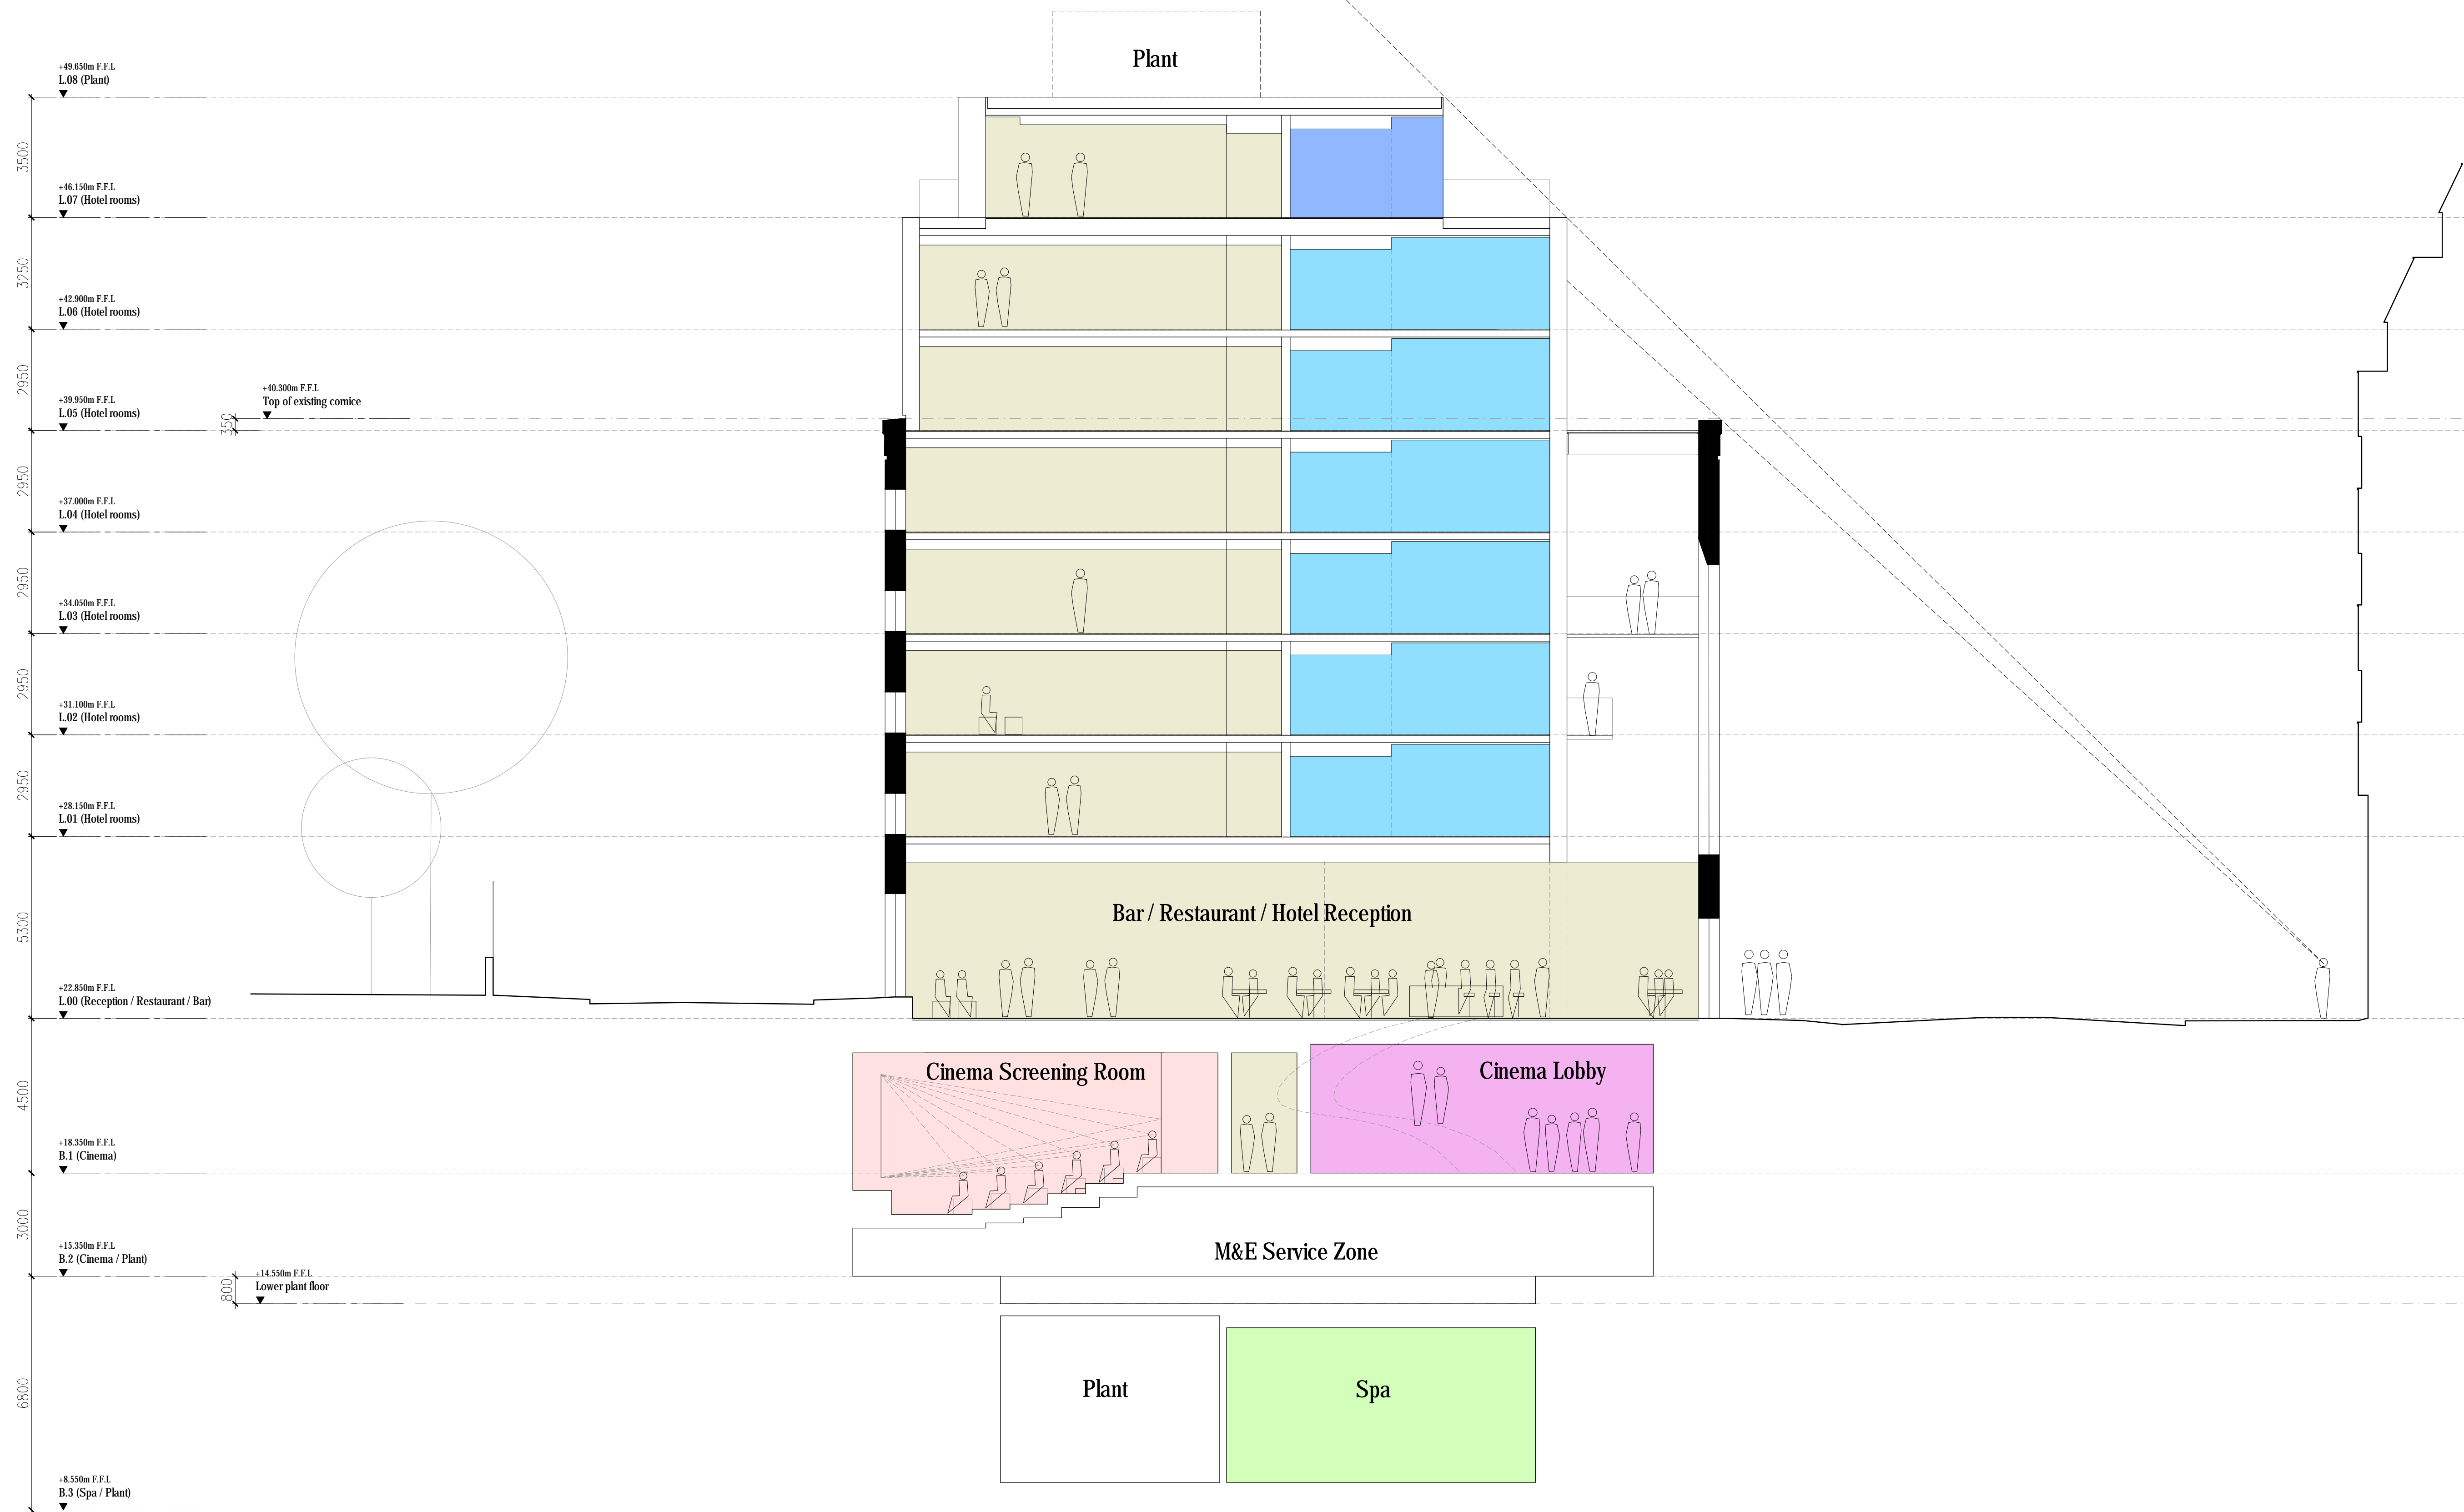 Plant
+49.650m F.F.L
L.08 (Plant)
3500
+46.150m F.F.L
L.07 (Hotel rooms)
3250
+42.900m F.F.L
L.06 (Hotel rooms)
2950
+40.300m F.F.L
Top of existing cornice
350
+39.950m F.F.L
L.05 (Hotel rooms)
2950
+37.000m F.F.L
L.04 (Hotel rooms)
2950
+34.050m F.F.L
L.03 (Hotel rooms)
2950
+31.100m F.F.L
L.02 (Hotel rooms)
2950
+28.150m F.F.L
L.01 (Hotel rooms)
Bar / Restaurant / Hotel Reception
5300
+22.850m F.F.L
L.00 (Reception / Restaurant / Bar)
Cinema Screening Room
Cinema Lobby
4500
+18.350m F.F.L
B.1 (Cinema)
3000
M&E Service Zone
+15.350m F.F.L
B.2 (Cinema / Plant)
+14.550m F.F.L
Lower plant floor
800
Plant
Spa
6800
+8.550m F.F.L
B.3 (Spa / Plant)